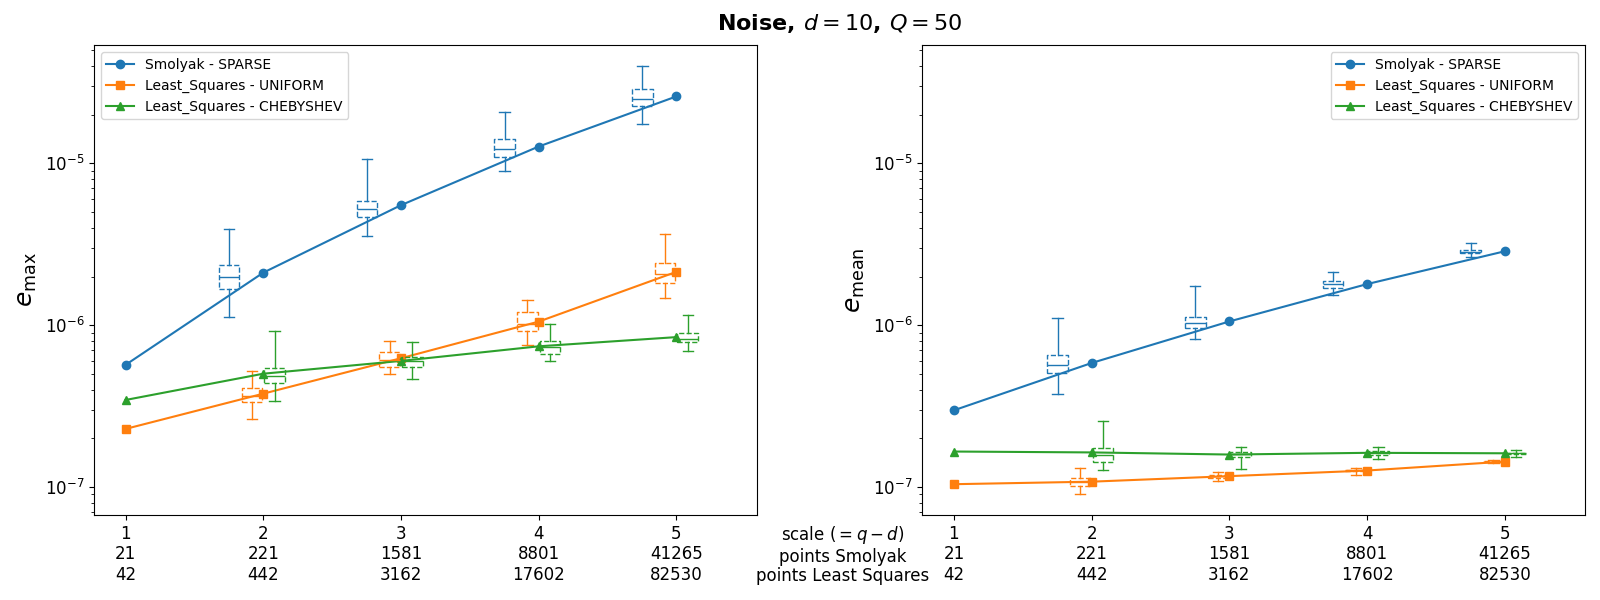 Noise, d = 10, Q = 50
Smolyak - SPARSE
Least_Squares - UNIFORM
Least_Squares - CHEBYSHEV
10⁻⁵
10⁻⁶
10⁻⁷
e_max
1 2 3 4 5
21 221 1581 8801 41265
42 442 3162 17602 82530
scale (= q − d)
points Smolyak
points Least Squares
Smolyak - SPARSE
Least_Squares - UNIFORM
Least_Squares - CHEBYSHEV
10⁻⁵
10⁻⁶
10⁻⁷
e_mean
1 2 3 4 5
21 221 1581 8801 41265
42 442 3162 17602 82530